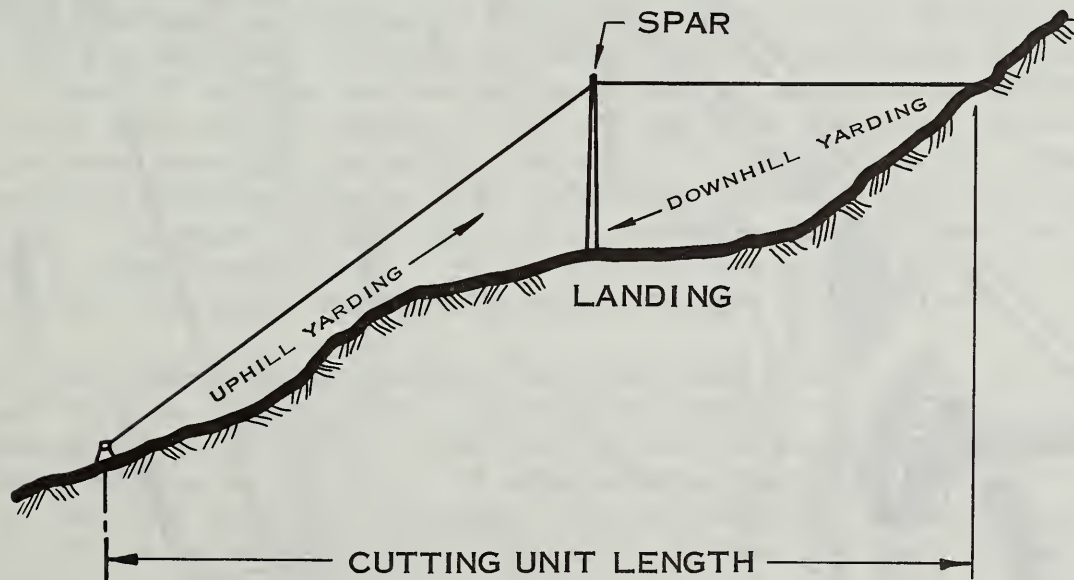 SPAR
DOWNHILL YARDING
UPHILL YARDING
LANDING
CUTTING UNIT LENGTH